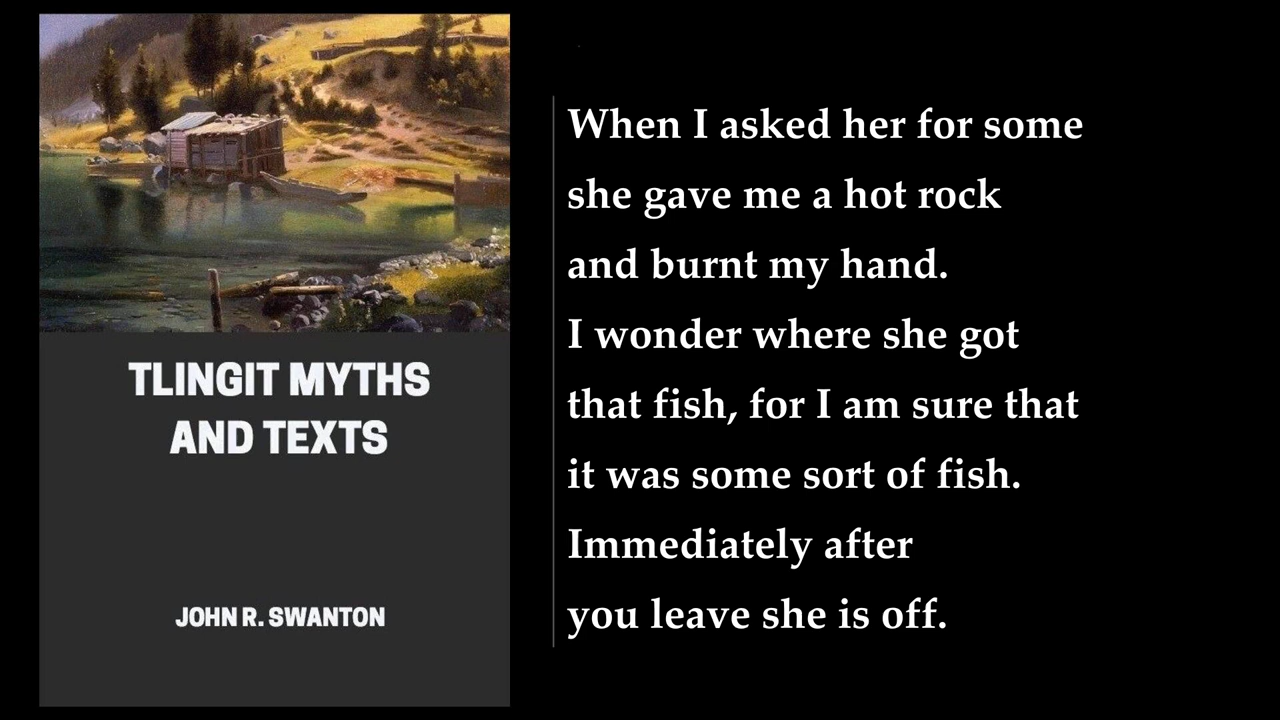 TLINGIT MYTHS
AND TEXTS
JOHN R. SWANTON
When I asked her for some
she gave me a hot rock
and burnt my hand.
I wonder where she got
that fish, for I am sure that
it was some sort of fish.
Immediately after
you leave she is off.